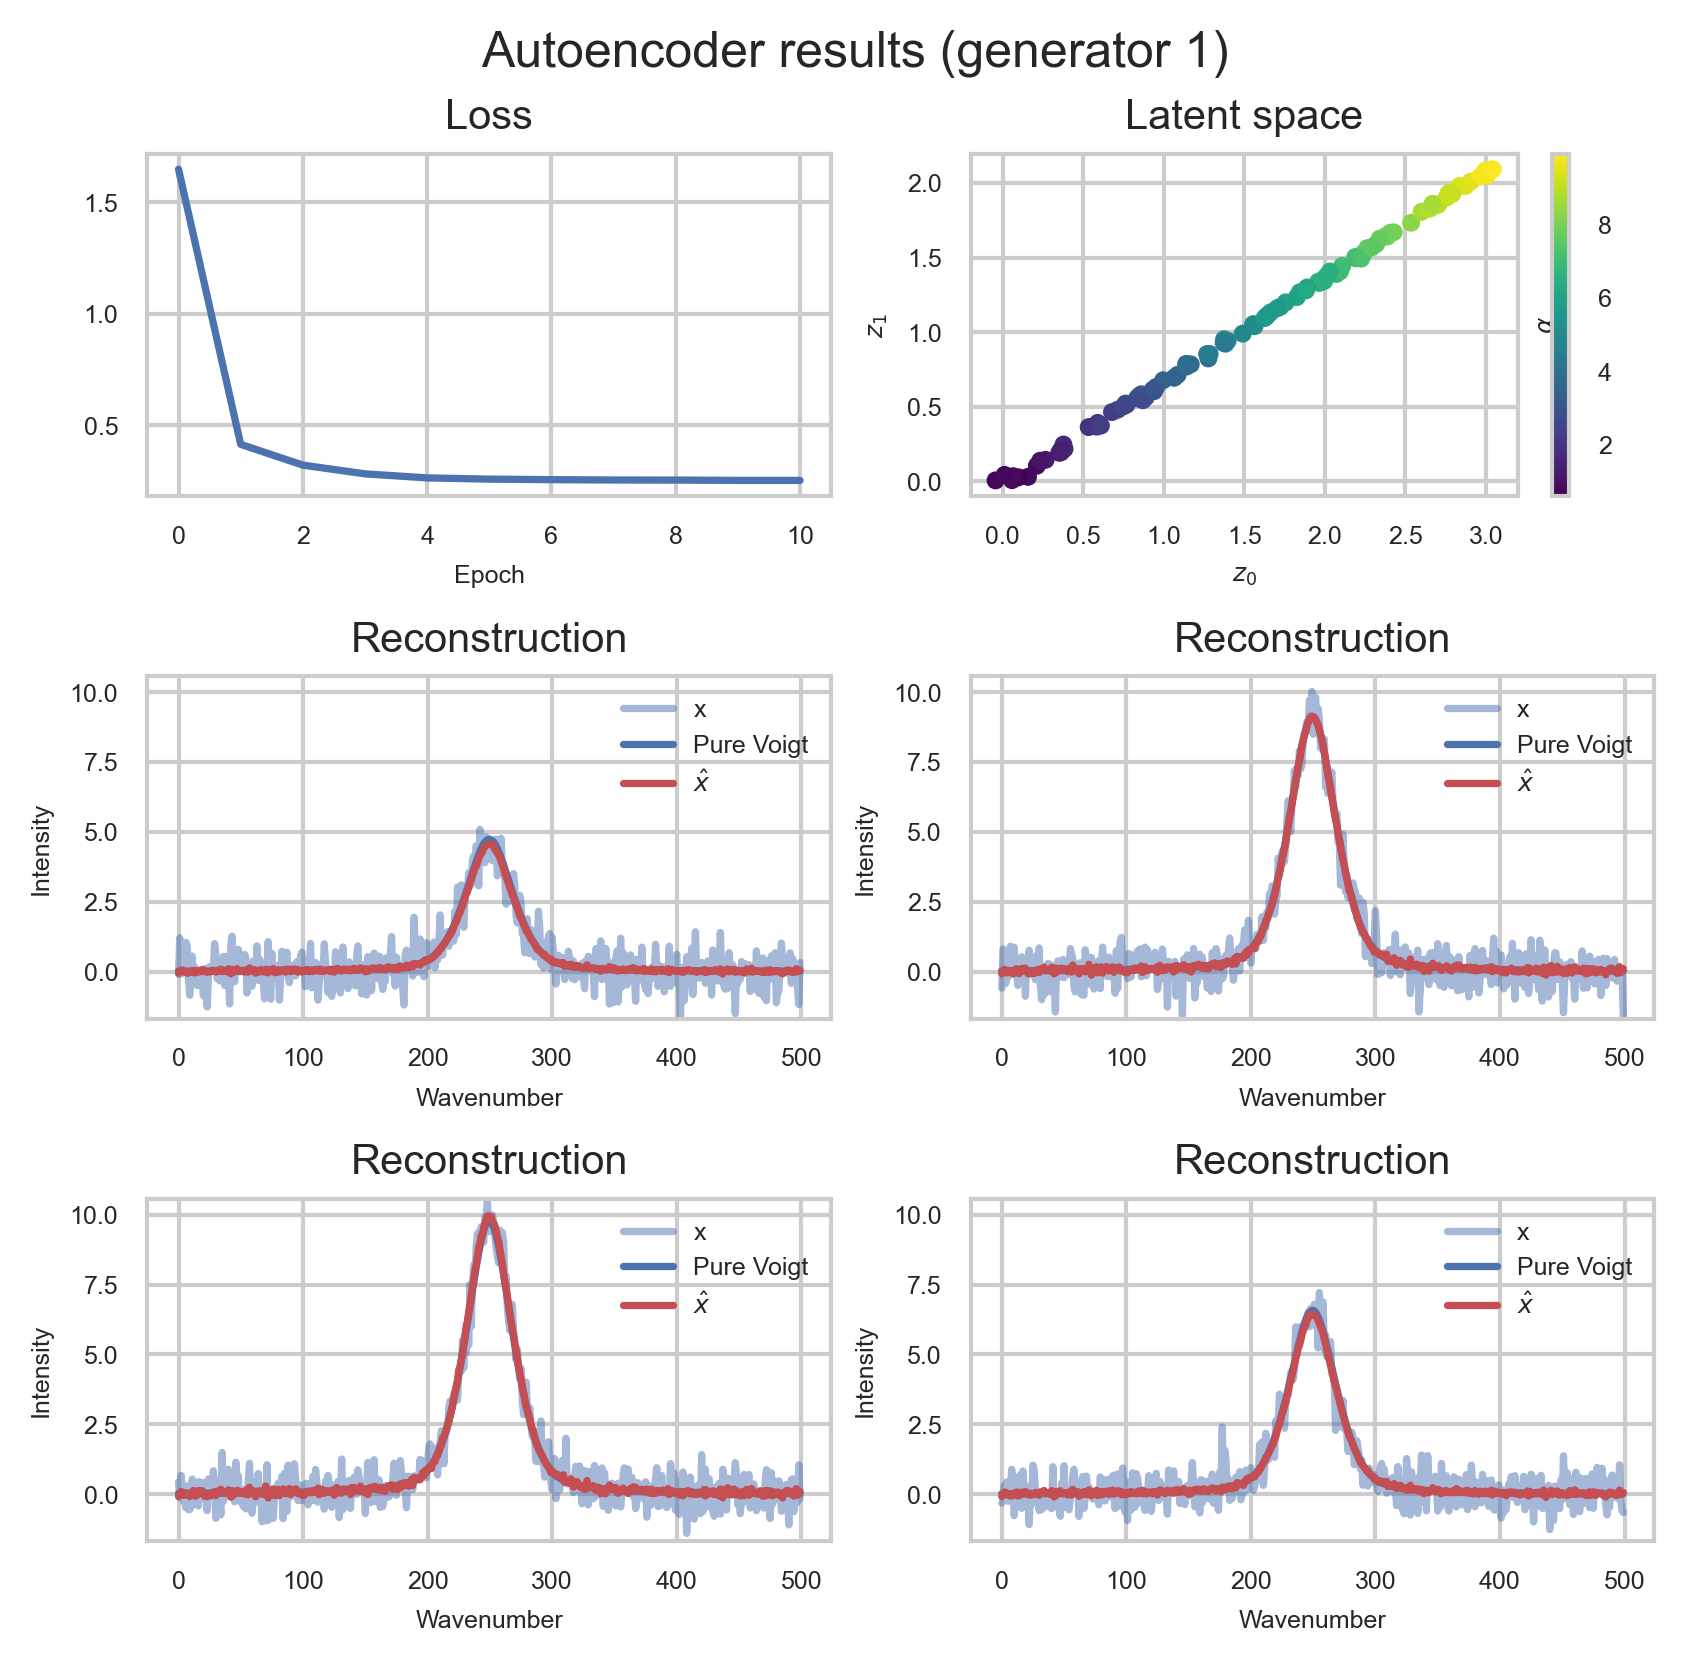 Autoencoder results (generator 1)
Loss
1.5
1.0
0.5
0 2 4 6 8 10
Epoch
Latent space
2.0
1.5
1.0
0.5
0.0
z₁
0.0 0.5 1.0 1.5 2.0 2.5 3.0
z₀
α
8
6
4
2
Reconstruction
10.0
7.5
5.0
2.5
0.0
Intensity
x
Pure Voigt
x̂
0 100 200 300 400 500
Wavenumber
Reconstruction
10.0
7.5
5.0
2.5
0.0
Intensity
x
Pure Voigt
x̂
0 100 200 300 400 500
Wavenumber
Reconstruction
10.0
7.5
5.0
2.5
0.0
Intensity
x
Pure Voigt
x̂
0 100 200 300 400 500
Wavenumber
Reconstruction
10.0
7.5
5.0
2.5
0.0
Intensity
x
Pure Voigt
x̂
0 100 200 300 400 500
Wavenumber